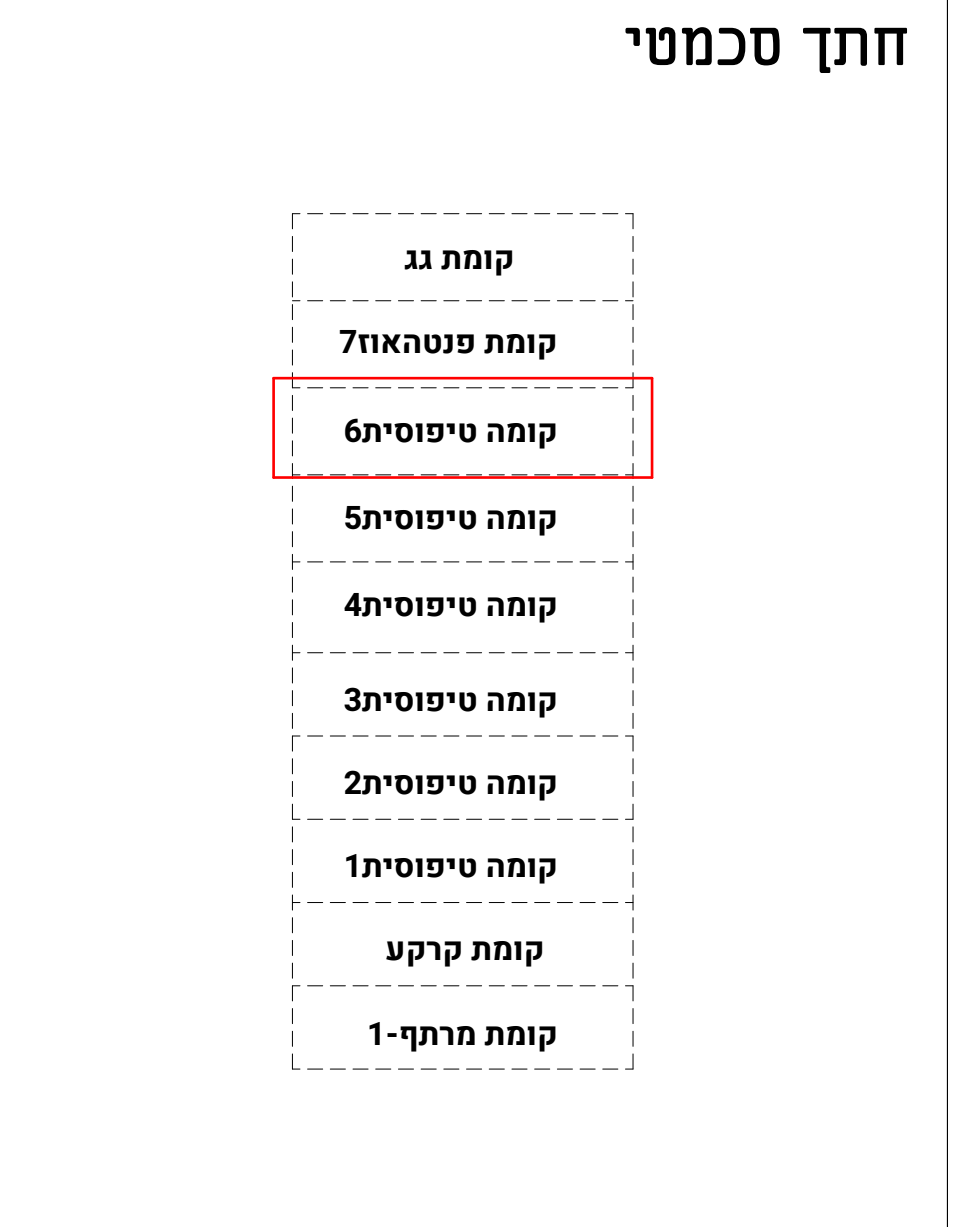 חתך סכמטי
קומת גג
קומת פנטהאוז7
קומה טיפוסית6
קומה טיפוסית5
קומה טיפוסית4
קומה טיפוסית3
קומה טיפוסית2
קומה טיפוסית1
קומת קרקע
קומת מרתף-1